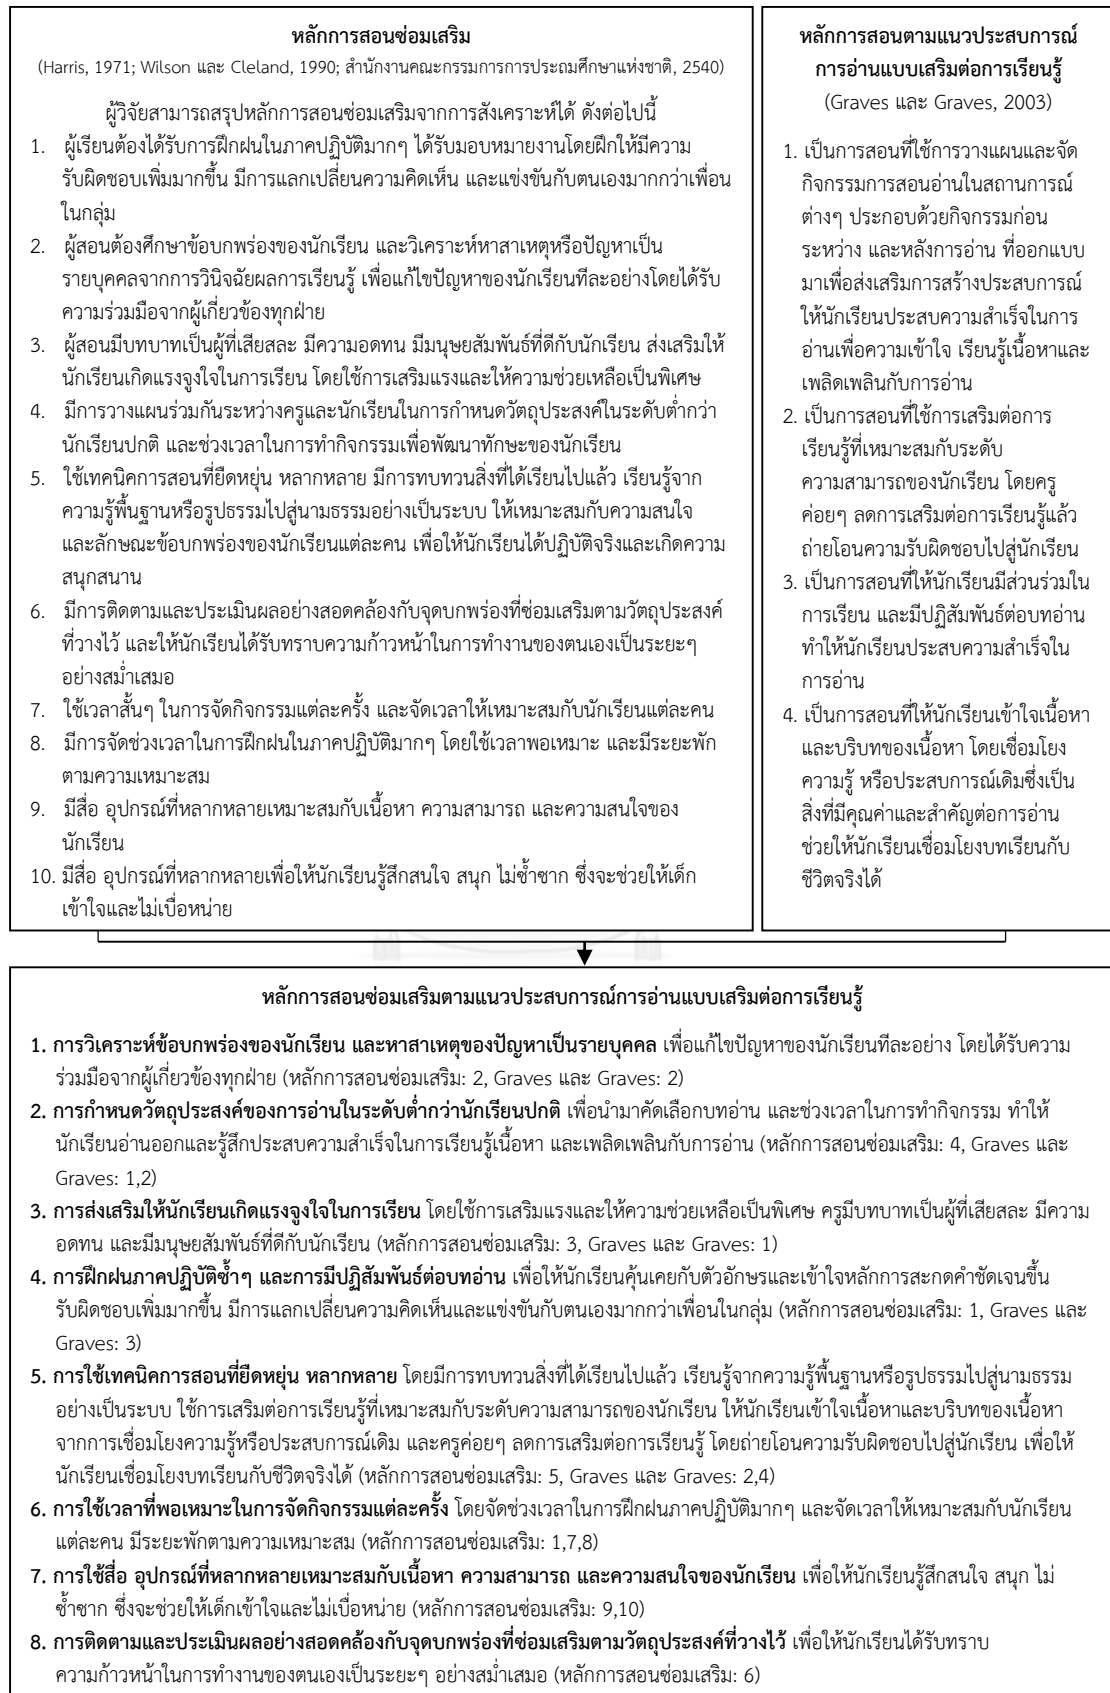 หลักการสอนซ่อมเสริม
(Harris, 1971; Wilson และ Cleland, 1990; สำนักงานคณะกรรมการการประถมศึกษาแห่งชาติ, 2540)
ผู้วิจัยสามารถสรุปหลักการสอนซ่อมเสริมจากการสังเคราะห์ได้ ดังต่อไปนี้
1. ผู้เรียนต้องได้รับการฝึกฝนในภาคปฏิบัติมากๆ ได้รับมอบหมายงานโดยฝึกให้มีความ
รับผิดชอบเพิ่มมากขึ้น มีการแลกเปลี่ยนความคิดเห็น และแข่งขันกับตนเองมากกว่าเพื่อน
ในกลุ่ม
2. ผู้สอนต้องศึกษาข้อบกพร่องของนักเรียน และวิเคราะห์หาสาเหตุหรือปัญหาเป็น
รายบุคคลจากการวินิจฉัยผลการเรียนรู้ เพื่อแก้ไขปัญหาของนักเรียนทีละอย่างโดยได้รับ
ความร่วมมือจากผู้เกี่ยวข้องทุกฝ่าย
3. ผู้สอนมีบทบาทเป็นผู้ที่เสียสละ มีความอดทน มีมนุษยสัมพันธ์ที่ดีกับนักเรียน ส่งเสริมให้
นักเรียนเกิดแรงจูงใจในการเรียน โดยใช้การเสริมแรงและให้ความช่วยเหลือเป็นพิเศษ
4. มีการวางแผนร่วมกันระหว่างครูและนักเรียนในการกำหนดวัตถุประสงค์ในระดับต่ำกว่า
นักเรียนปกติ และช่วงเวลาในการทำกิจกรรมเพื่อพัฒนาทักษะของนักเรียน
5. ใช้เทคนิคการสอนที่ยืดหยุ่น หลากหลาย มีการทบทวนสิ่งที่ได้เรียนไปแล้ว เรียนรู้จาก
ความรู้พื้นฐานหรือรูปธรรมไปสู่นามธรรมอย่างเป็นระบบ ให้เหมาะสมกับความสนใจ
และลักษณะข้อบกพร่องของนักเรียนแต่ละคน เพื่อให้นักเรียนได้ปฏิบัติจริงและเกิดความ
สนุกสนาน
6. มีการติดตามและประเมินผลอย่างสอดคล้องกับจุดบกพร่องที่ซ่อมเสริมตามวัตถุประสงค์
ที่วางไว้ และให้นักเรียนได้รับทราบความก้าวหน้าในการทำงานของตนเองเป็นระยะๆ
อย่างสม่ำเสมอ
7. ใช้เวลาสั้นๆ ในการจัดกิจกรรมแต่ละครั้ง และจัดเวลาให้เหมาะสมกับนักเรียนแต่ละคน
8. มีการจัดช่วงเวลาในการฝึกฝนในภาคปฏิบัติมากๆ โดยใช้เวลาพอเหมาะ และมีระยะพัก
ตามความเหมาะสม
9. มีสื่อ อุปกรณ์ที่หลากหลายเหมาะสมกับเนื้อหา ความสามารถ และความสนใจของ
นักเรียน
10. มีสื่อ อุปกรณ์ที่หลากหลายเพื่อให้นักเรียนรู้สึกสนใจ สนุก ไม่ซ้ำซาก ซึ่งจะช่วยให้เด็ก
เข้าใจและไม่เบื่อหน่าย
หลักการสอนตามแนวประสบการณ์
การอ่านแบบเสริมต่อการเรียนรู้
(Graves และ Graves, 2003)
1. เป็นการสอนที่ใช้การวางแผนและจัด
กิจกรรมการสอนอ่านในสถานการณ์
ต่างๆ ประกอบด้วยกิจกรรมก่อน
ระหว่าง และหลังการอ่าน ที่ออกแบบ
มาเพื่อส่งเสริมการสร้างประสบการณ์
ให้นักเรียนประสบความสำเร็จในการ
อ่านเพื่อความเข้าใจ เรียนรู้เนื้อหาและ
เพลิดเพลินกับการอ่าน
2. เป็นการสอนที่ใช้การเสริมต่อการ
เรียนรู้ที่เหมาะสมกับระดับ
ความสามารถของนักเรียน โดยครู
ค่อยๆ ลดการเสริมต่อการเรียนรู้แล้ว
ถ่ายโอนความรับผิดชอบไปสู่นักเรียน
3. เป็นการสอนที่ให้นักเรียนมีส่วนร่วมใน
การเรียน และมีปฏิสัมพันธ์ต่อบทอ่าน
ทำให้นักเรียนประสบความสำเร็จใน
การอ่าน
4. เป็นการสอนที่ให้นักเรียนเข้าใจเนื้อหา
และบริบทของเนื้อหา โดยเชื่อมโยง
ความรู้ หรือประสบการณ์เดิมซึ่งเป็น
สิ่งที่มีคุณค่าและสำคัญต่อการอ่าน
ช่วยให้นักเรียนเชื่อมโยงบทเรียนกับ
ชีวิตจริงได้
หลักการสอนซ่อมเสริมตามแนวประสบการณ์การอ่านแบบเสริมต่อการเรียนรู้
1. การวิเคราะห์ข้อบกพร่องของนักเรียน และหาสาเหตุของปัญหาเป็นรายบุคคล เพื่อแก้ไขปัญหาของนักเรียนทีละอย่าง โดยได้รับความ
ร่วมมือจากผู้เกี่ยวข้องทุกฝ่าย (หลักการสอนซ่อมเสริม: 2, Graves และ Graves: 2)
2. การกำหนดวัตถุประสงค์ของการอ่านในระดับต่ำกว่านักเรียนปกติ เพื่อนำมาคัดเลือกบทอ่าน และช่วงเวลาในการทำกิจกรรม ทำให้
นักเรียนอ่านออกและรู้สึกประสบความสำเร็จในการเรียนรู้เนื้อหา และเพลิดเพลินกับการอ่าน (หลักการสอนซ่อมเสริม: 4, Graves และ
Graves: 1,2)
3. การส่งเสริมให้นักเรียนเกิดแรงจูงใจในการเรียน โดยใช้การเสริมแรงและให้ความช่วยเหลือเป็นพิเศษ ครูมีบทบาทเป็นผู้ที่เสียสละ มีความ
อดทน และมีมนุษยสัมพันธ์ที่ดีกับนักเรียน (หลักการสอนซ่อมเสริม: 3, Graves และ Graves: 1)
4. การฝึกฝนภาคปฏิบัติซ้ำๆ และการมีปฏิสัมพันธ์ต่อบทอ่าน เพื่อให้นักเรียนคุ้นเคยกับตัวอักษรและเข้าใจหลักการสะกดคำชัดเจนขึ้น
รับผิดชอบเพิ่มมากขึ้น มีการแลกเปลี่ยนความคิดเห็นและแข่งขันกับตนเองมากกว่าเพื่อนในกลุ่ม (หลักการสอนซ่อมเสริม: 1, Graves และ
Graves: 3)
5. การใช้เทคนิคการสอนที่ยืดหยุ่น หลากหลาย โดยมีการทบทวนสิ่งที่ได้เรียนไปแล้ว เรียนรู้จากความรู้พื้นฐานหรือรูปธรรมไปสู่นามธรรม
อย่างเป็นระบบ ใช้การเสริมต่อการเรียนรู้ที่เหมาะสมกับระดับความสามารถของนักเรียน ให้นักเรียนเข้าใจเนื้อหาและบริบทของเนื้อหา
จากการเชื่อมโยงความรู้หรือประสบการณ์เดิม และครูค่อยๆ ลดการเสริมต่อการเรียนรู้ โดยถ่ายโอนความรับผิดชอบไปสู่นักเรียน เพื่อให้
นักเรียนเชื่อมโยงบทเรียนกับชีวิตจริงได้ (หลักการสอนซ่อมเสริม: 5, Graves และ Graves: 2,4)
6. การใช้เวลาที่พอเหมาะในการจัดกิจกรรมแต่ละครั้ง โดยจัดช่วงเวลาในการฝึกฝนภาคปฏิบัติมากๆ และจัดเวลาให้เหมาะสมกับนักเรียน
แต่ละคน มีระยะพักตามความเหมาะสม (หลักการสอนซ่อมเสริม: 1,7,8)
7. การใช้สื่อ อุปกรณ์ที่หลากหลายเหมาะสมกับเนื้อหา ความสามารถ และความสนใจของนักเรียน เพื่อให้นักเรียนรู้สึกสนใจ สนุก ไม่
ซ้ำซาก ซึ่งจะช่วยให้เด็กเข้าใจและไม่เบื่อหน่าย (หลักการสอนซ่อมเสริม: 9,10)
8. การติดตามและประเมินผลอย่างสอดคล้องกับจุดบกพร่องที่ซ่อมเสริมตามวัตถุประสงค์ที่วางไว้ เพื่อให้นักเรียนได้รับทราบ
ความก้าวหน้าในการทำงานของตนเองเป็นระยะๆ อย่างสม่ำเสมอ (หลักการสอนซ่อมเสริม: 6)